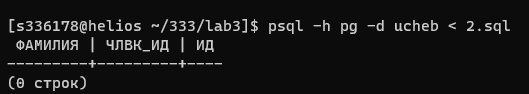 [s336178@helios ~/333/lab3]$ psql -h pg -d ucheb < 2.sql
ФАМИЛИЯ | ЧЛВК_ИД | ИД
---------+---------+----
(0 строк)